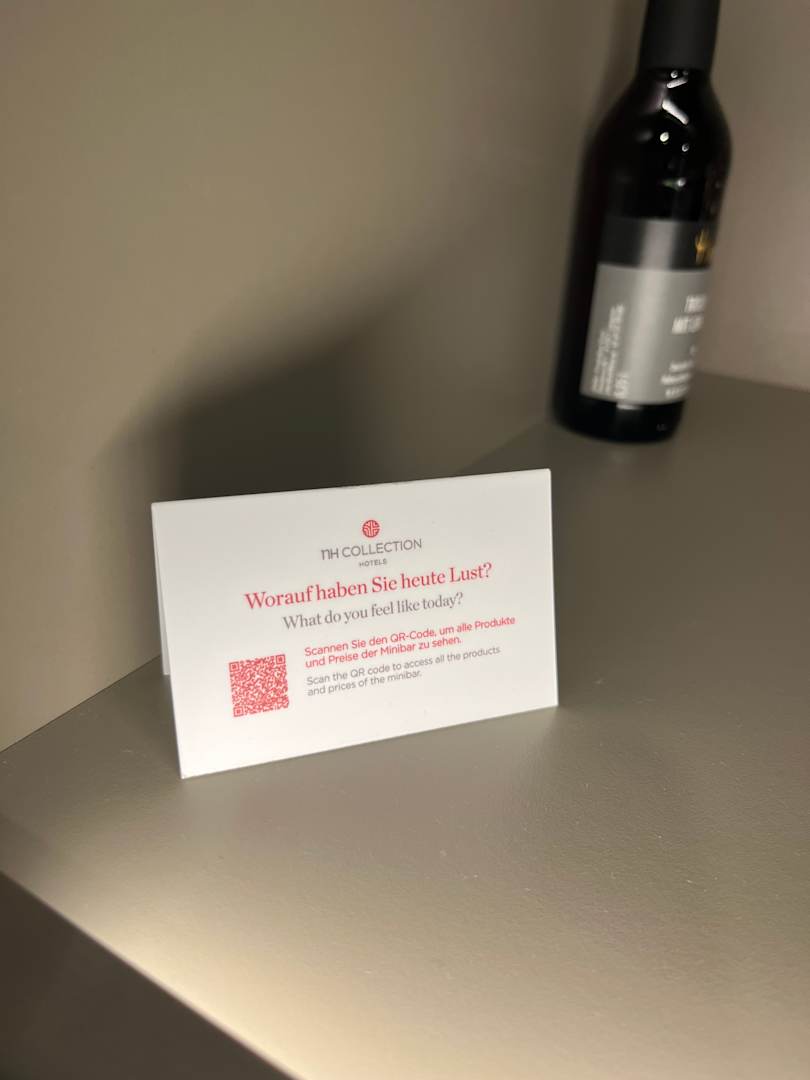 nH COLLECTION
HOTELS
Worauf haben Sie heute Lust?
What do you feel like today?
Scannen Sie den QR-Code, um alle Produkte
und Preise der Minibar zu sehen.
Scan the QR code to access all the products
and prices of the minibar.